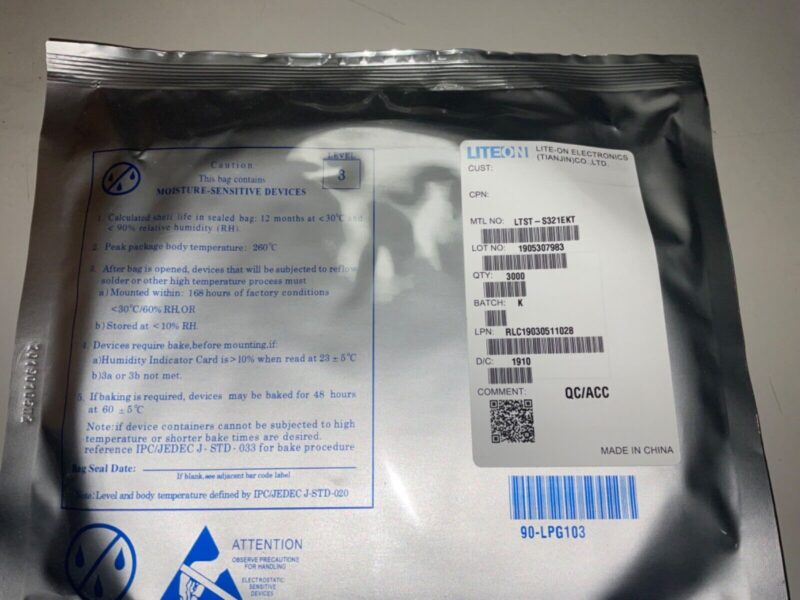 Caution
LEVEL
3
This bag contains
MOISTURE-SENSITIVE DEVICES
1. Calculated shelf life in sealed bag: 12 months at <30℃ and
< 90% relative humidity (RH).
2. Peak package body temperature: 260℃
3. After bag is opened, devices that will be subjected to reflow
solder or other high temperature process must
a) Mounted within: 168 hours of factory conditions
<30℃/60% RH.OR
b) Stored at < 10% RH.
4. Devices require bake,before mounting,if:
a)Humidity Indicator Card is > 10% when read at 23 ± 5℃
b)3a or 3b not met.
5. If baking is required, devices may be baked for 48 hours
at 60 ± 5℃
Note:if device containers cannot be subjected to high
temperature or shorter bake times are desired.
reference IPC/JEDEC J- STD - 033 for bake procedure
Bag Seal Date:
If blank,see adjacent bar code label
Note: Level and body temperature defined by IPC/JEDEC J-STD-020
ATTENTION
OBSERVE PRECAUTIONS
FOR HANDLING
ELECTROSTATIC
SENSITIVE
DEVICES
LITEON LITE-ON ELECTRONICS
(TIANJIN)CO.,LTD.
CUST:
CPN:
MTL NO: LTST-S321EKT
LOT NO: 1905307983
QTY: 3000
BATCH: K
LPN: RLC19030511028
D/C: 1910
COMMENT: QC/ACC
MADE IN CHINA
90-LPG103